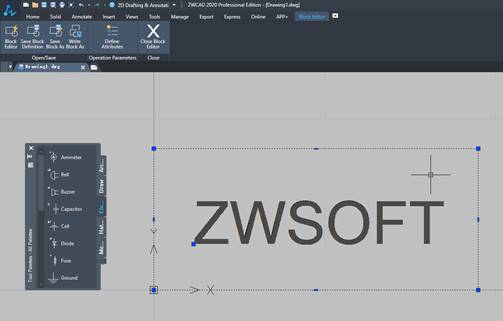 2D Drafting & Annotati
ZWCAD 2020 Professional Edition - [Drawing1.dwg]
Home Solid Annotate Insert View Tools Manage Export Express Online APP+ Block Editor
Block Editor
Save Block Definition
Save Block As
Write Block As
Define Attributes
Close Block Editor
Open/Save
Operation Parameters
Close
Drawing1.dwg
Ammeter
Bell
Buzzer
Capacitor
Cell
Diode
Fuse
Ground
Arc...
Draw
Ele...
Hat...
Me...
Tool Palettes - All Palettes
ZWSOFT
Y
X